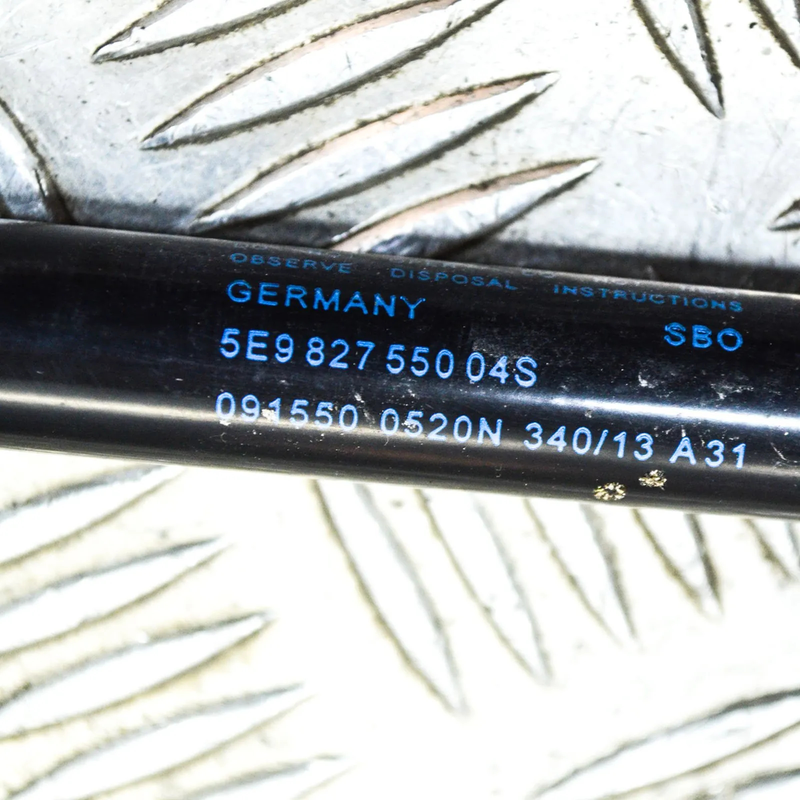 OBSERVE DISPOSAL INSTRUCTIONS
GERMANY SBO
5E9 827 550 04S
091550 0520N 340/13 A31